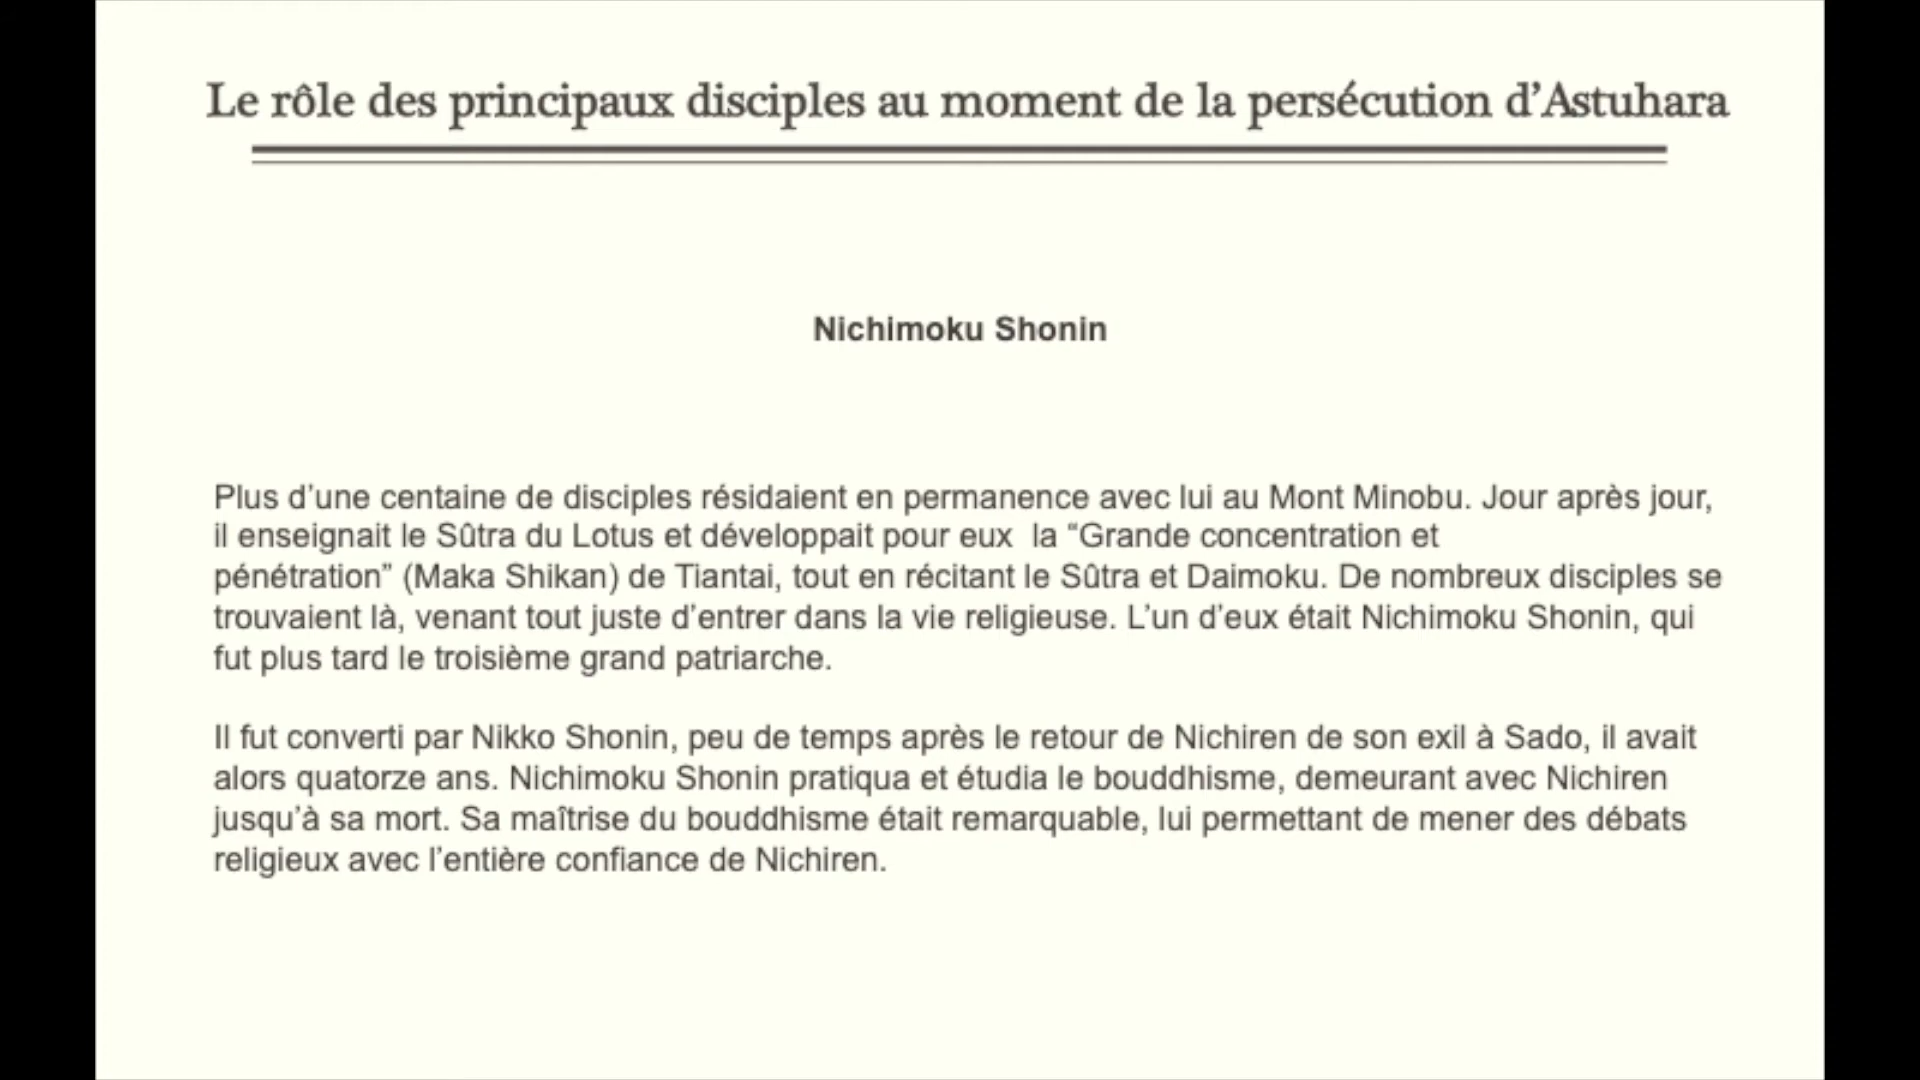 Le rôle des principaux disciples au moment de la persécution d’Astuhara
Nichimoku Shonin
Plus d’une centaine de disciples résidaient en permanence avec lui au Mont Minobu. Jour après jour,
il enseignait le Sûtra du Lotus et développait pour eux  la “Grande concentration et
pénétration” (Maka Shikan) de Tiantai, tout en récitant le Sûtra et Daimoku. De nombreux disciples se
trouvaient là, venant tout juste d’entrer dans la vie religieuse. L’un d’eux était Nichimoku Shonin, qui
fut plus tard le troisième grand patriarche.
Il fut converti par Nikko Shonin, peu de temps après le retour de Nichiren de son exil à Sado, il avait
alors quatorze ans. Nichimoku Shonin pratiqua et étudia le bouddhisme, demeurant avec Nichiren
jusqu’à sa mort. Sa maîtrise du bouddhisme était remarquable, lui permettant de mener des débats
religieux avec l’entière confiance de Nichiren.